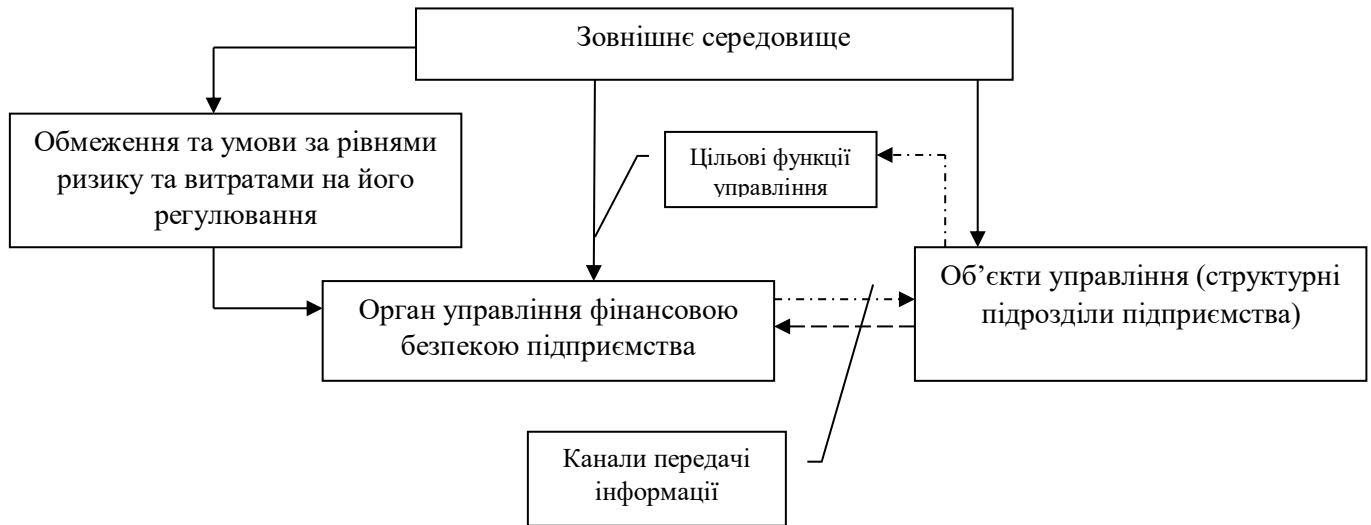 Зовнішнє середовище
Обмеження та умови за рівнями
ризику та витратами на його
регулювання
Цільові функції
управління
Орган управління фінансовою
безпекою підприємства
Об’єкти управління (структурні
підрозділи підприємства)
Канали передачі
інформації